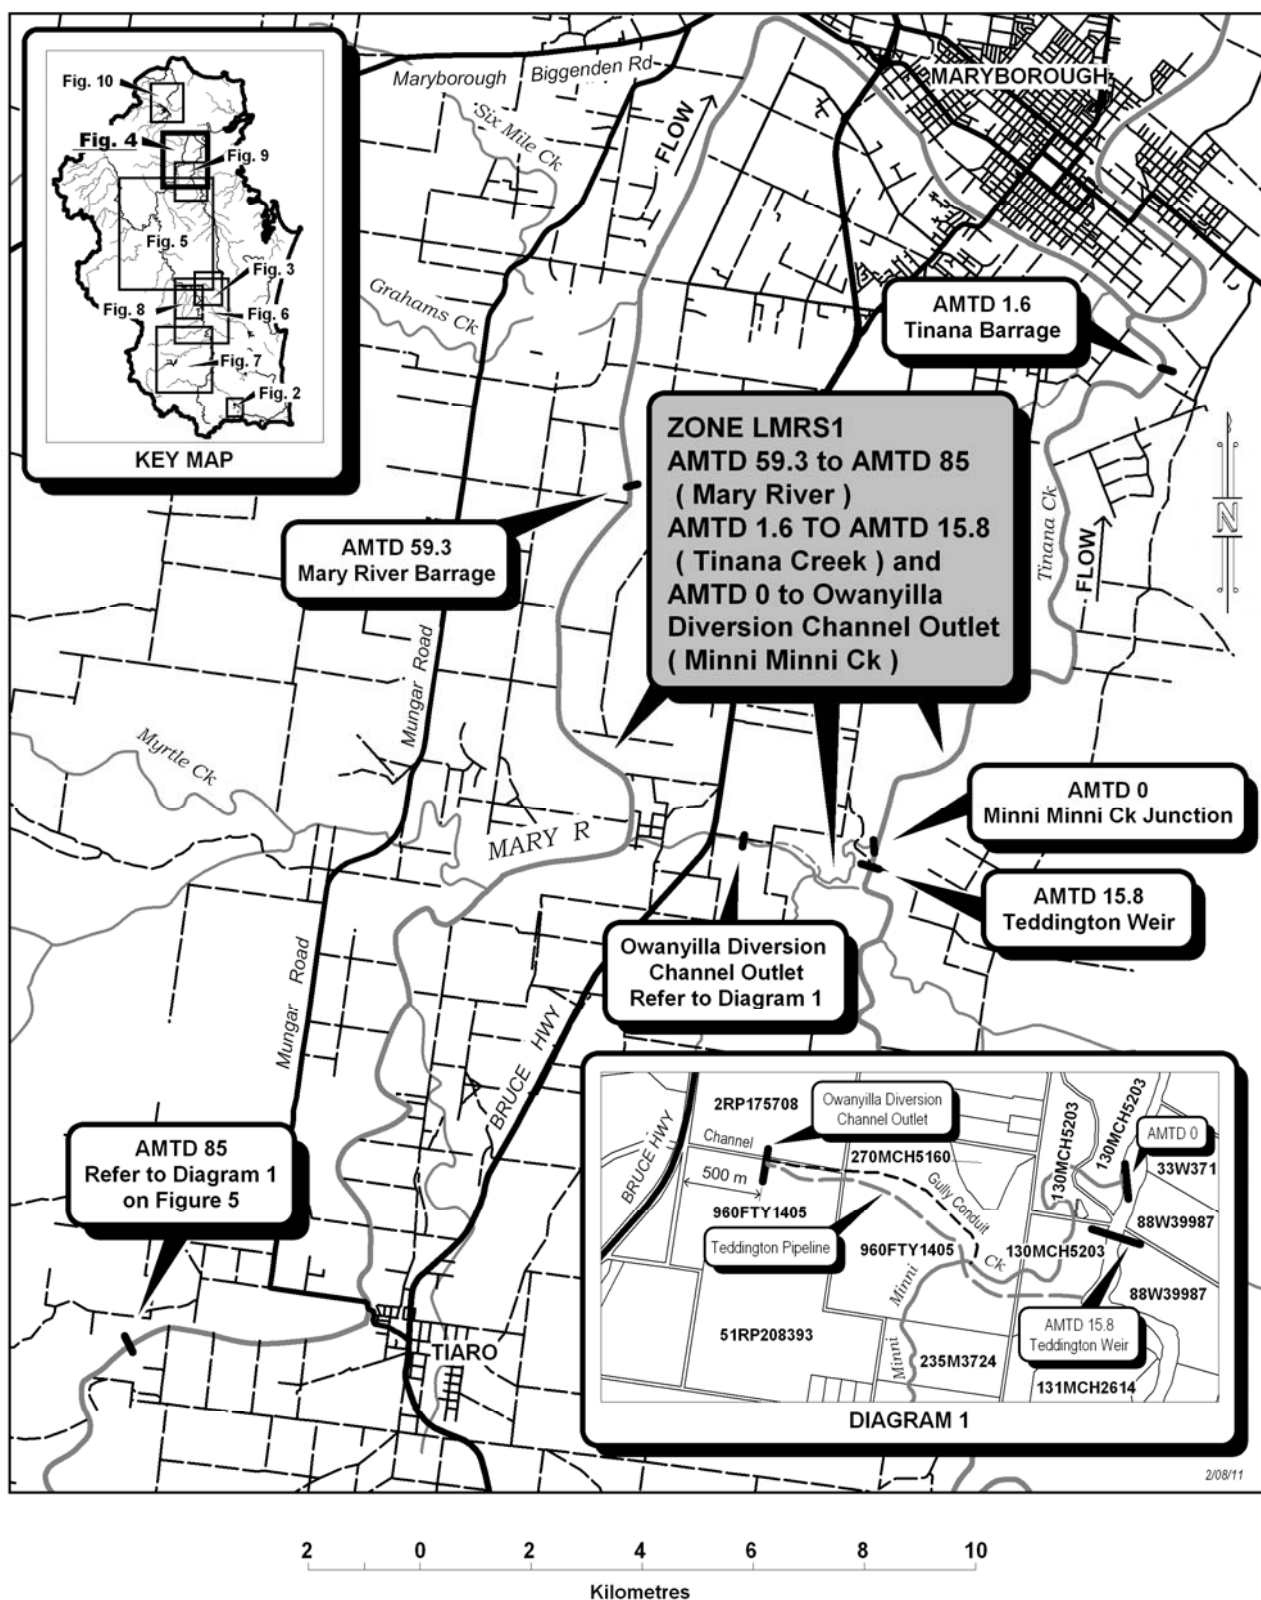 Maryborough Biggenden Rd
MARYBOROUGH
Six Mile Ck
FLOW
Fig. 10
Fig. 4
Fig. 9
Fig. 5
Fig. 3
Fig. 8
Fig. 6
Fig. 7
Fig. 2
KEY MAP
Grahams Ck
AMTD 1.6
Tinana Barrage
ZONE LMRS1
AMTD 59.3 to AMTD 85
( Mary River )
AMTD 1.6 TO AMTD 15.8
( Tinana Creek ) and
AMTD 0 to Owanyilla
Diversion Channel Outlet
( Minni Minni Ck )
AMTD 59.3
Mary River Barrage
Tinana Ck
FLOW
N
Mungar Road
Myrtle Ck
MARY R
AMTD 0
Minni Minni Ck Junction
AMTD 15.8
Teddington Weir
Owanyilla Diversion
Channel Outlet
Refer to Diagram 1
Mungar Road
BRUCE HWY
AMTD 85
Refer to Diagram 1
on Figure 5
TIARO
2RP175708
Owanyilla Diversion
Channel Outlet
130MCH5203
130MCH5203
AMTD 0
BRUCE HWY
Channel
270MCH5160
33W371
500 m
Gully Conduit
960FTY1405
88W39987
Teddington Pipeline
960FTY1405
130MCH5203
Minni
Ck
88W39987
AMTD 15.8
Teddington Weir
51RP208393
Minni
235M3724
131MCH2614
DIAGRAM 1
2/08/11
2 0 2 4 6 8 10
Kilometres